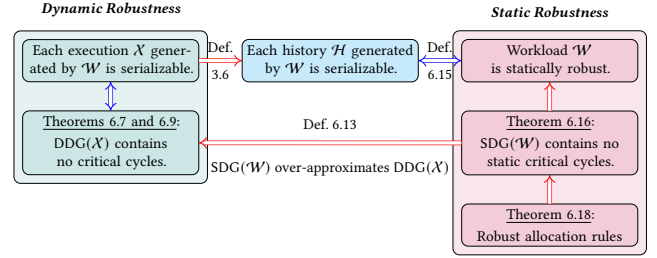 Dynamic Robustness
Static Robustness
Each execution 𝒳 gener-
ated by 𝒲 is serializable.
Def.
3.6
Each history ℋ generated
by 𝒲 is serializable.
Def.
6.15
Workload 𝒲
is statically robust.
Theorems 6.7 and 6.9:
DDG(𝒳) contains
no critical cycles.
Def. 6.13
SDG(𝒲) over-approximates DDG(𝒳)
Theorem 6.16:
SDG(𝒲) contains no
static critical cycles.
Theorem 6.18:
Robust allocation rules